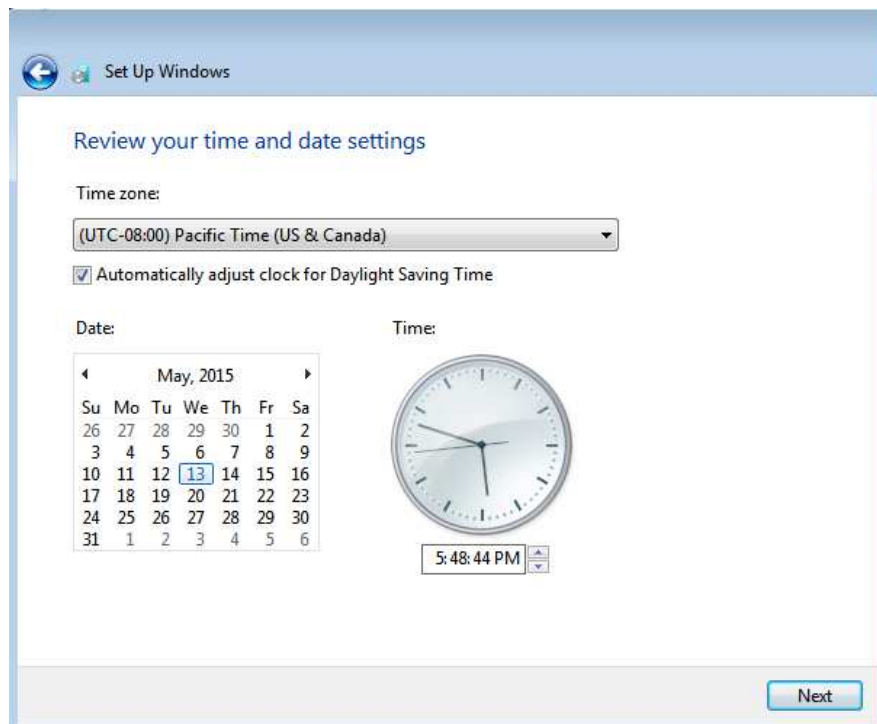 Set Up Windows
Review your time and date settings
Time zone:
(UTC-08:00) Pacific Time (US & Canada)
Automatically adjust clock for Daylight Saving Time
Date:
Time:
May, 2015
Su Mo Tu We Th Fr Sa
26 27 28 29 30 1 2
3 4 5 6 7 8 9
10 11 12 13 14 15 16
17 18 19 20 21 22 23
24 25 26 27 28 29 30
31 1 2 3 4 5 6
5:48:44 PM
Next